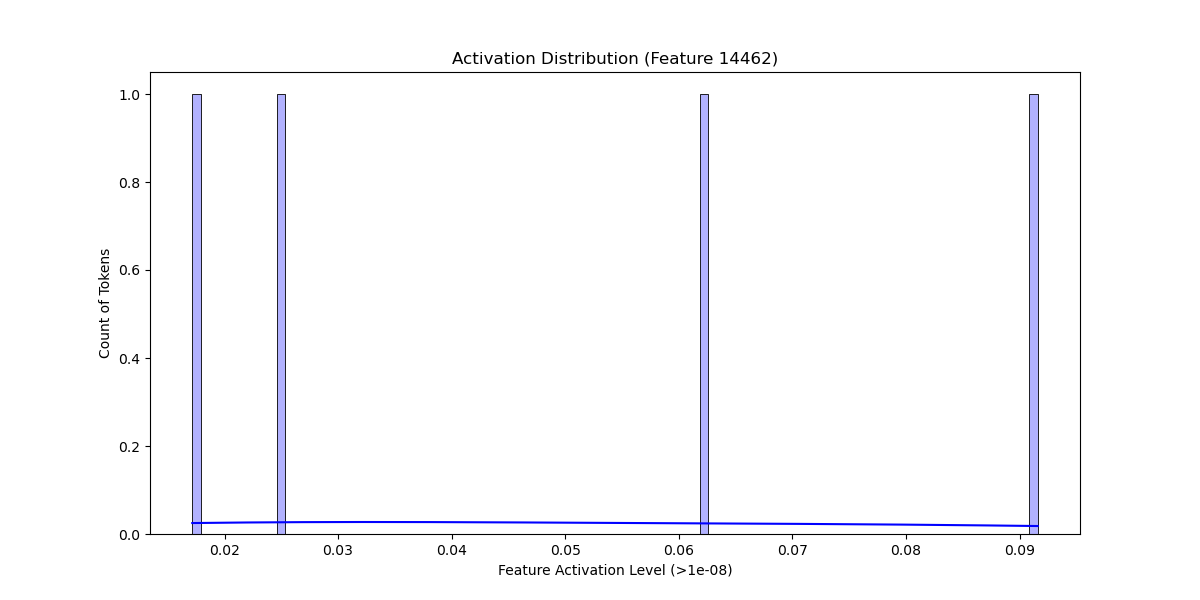 Activation Distribution (Feature 14462)
1.0
0.8
0.6
0.4
0.2
0.0
Count of Tokens
0.02 0.03 0.04 0.05 0.06 0.07 0.08 0.09
Feature Activation Level (>1e-08)